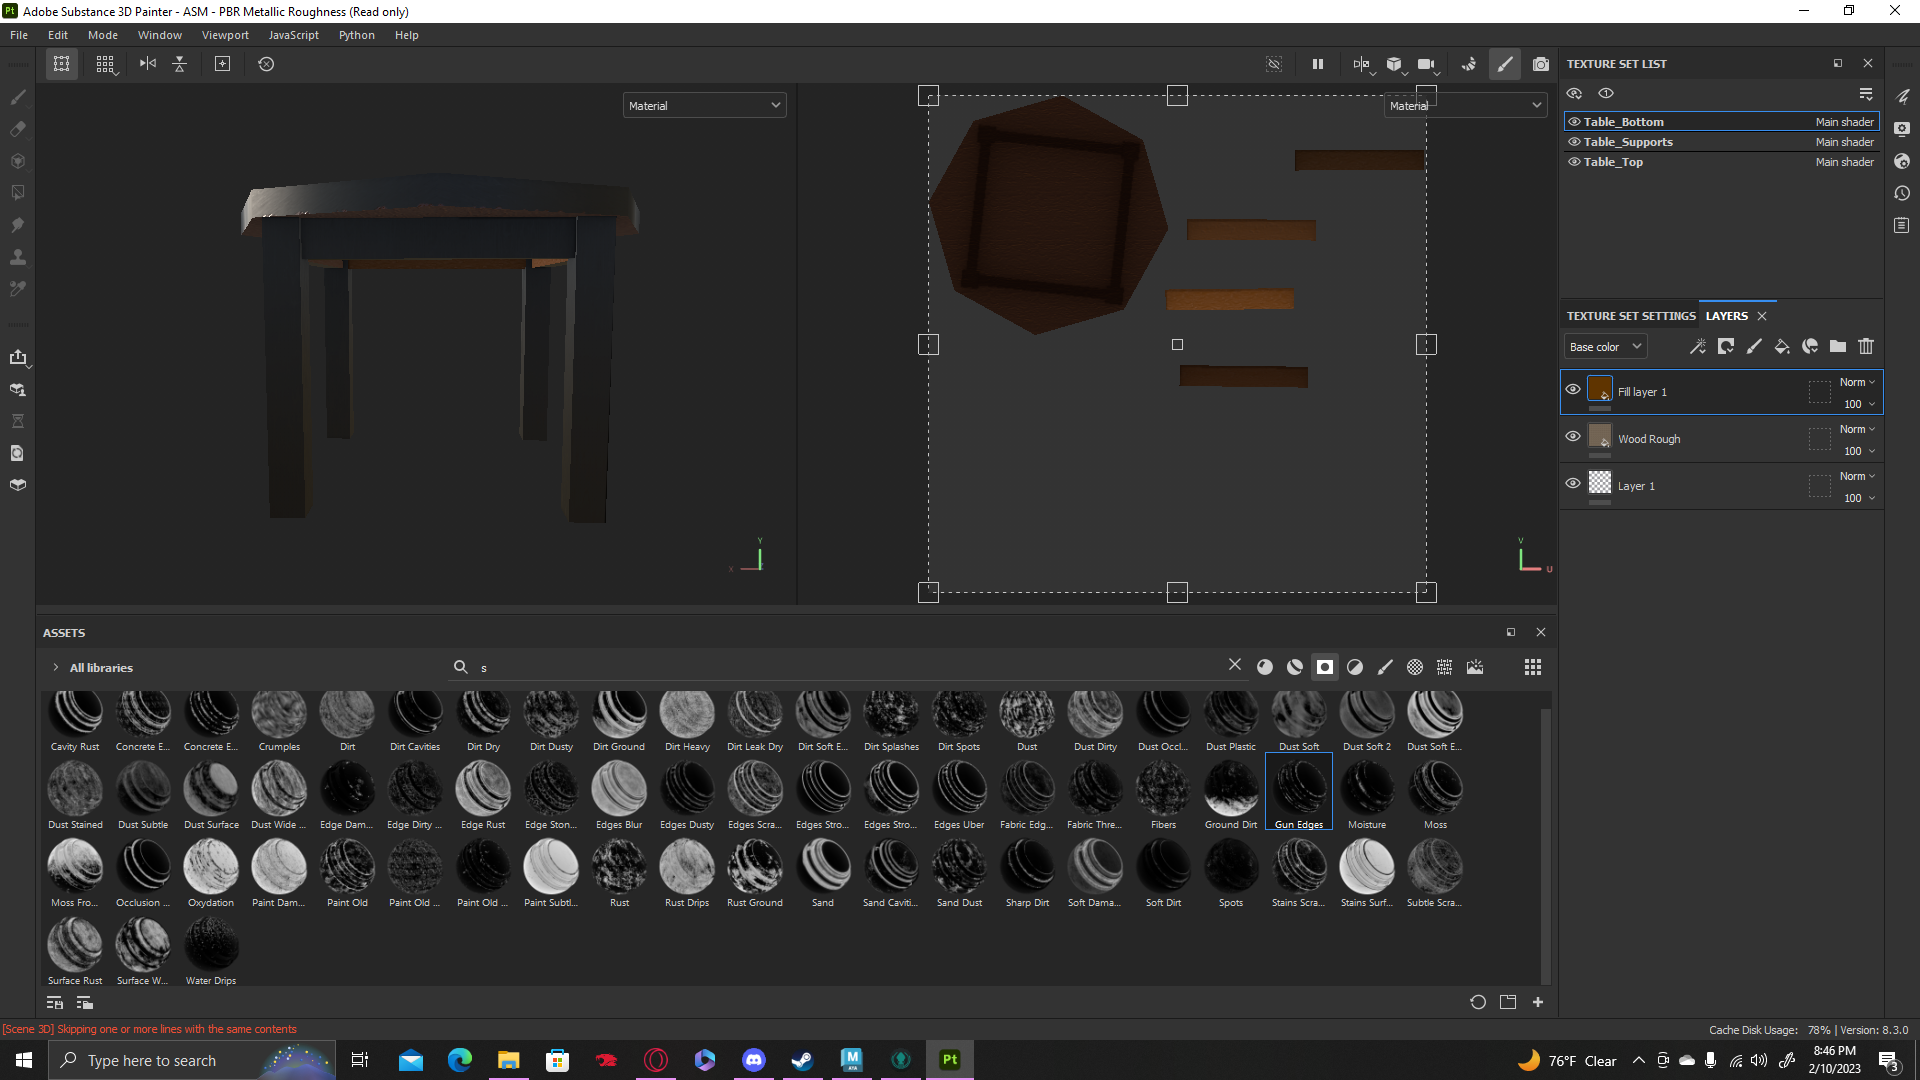 Pt Adobe Substance 3D Painter - ASM - PBR Metallic Roughness (Read only)
File Edit Mode Window Viewport JavaScript Python Help
Material
Material
TEXTURE SET LIST
Table_Bottom Main shader
Table_Supports Main shader
Table_Top Main shader
Y
X
V
U
TEXTURE SET SETTINGS LAYERS
Base color
Fill layer 1 Norm 100
Wood Rough Norm 100
Layer 1 Norm 100
ASSETS
All libraries s
Cavity Rust Concrete E... Concrete E... Crumples Dirt Dirt Cavities Dirt Dry Dirt Dusty Dirt Ground Dirt Heavy Dirt Leak Dry Dirt Soft E... Dirt Splashes Dirt Spots Dust Dust Dirty Dust Occl... Dust Plastic Dust Soft Dust Soft 2 Dust Soft E...
Dust Stained Dust Subtle Dust Surface Dust Wide ... Edge Dam... Edge Dirty ... Edge Rust Edge Ston... Edges Blur Edges Dusty Edges Scra... Edges Stro... Edges Stro... Edges Uber Fabric Edg... Fabric Thre... Fibers Ground Dirt Gun Edges Moisture Moss
Moss Fro... Occlusion ... Oxydation Paint Dam... Paint Old Paint Old ... Paint Old ... Paint Subtl... Rust Rust Drips Rust Ground Sand Sand Caviti... Sand Dust Sharp Dirt Soft Dama... Soft Dirt Spots Stains Scra... Stains Surf... Subtle Scra...
Surface Rust Surface W... Water Drips
[Scene 3D] Skipping one or more lines with the same contents
Cache Disk Usage: 78% | Version: 8.3.0
Type here to search
M
AYA
Pt
76°F Clear
8:46 PM
2/10/2023
3